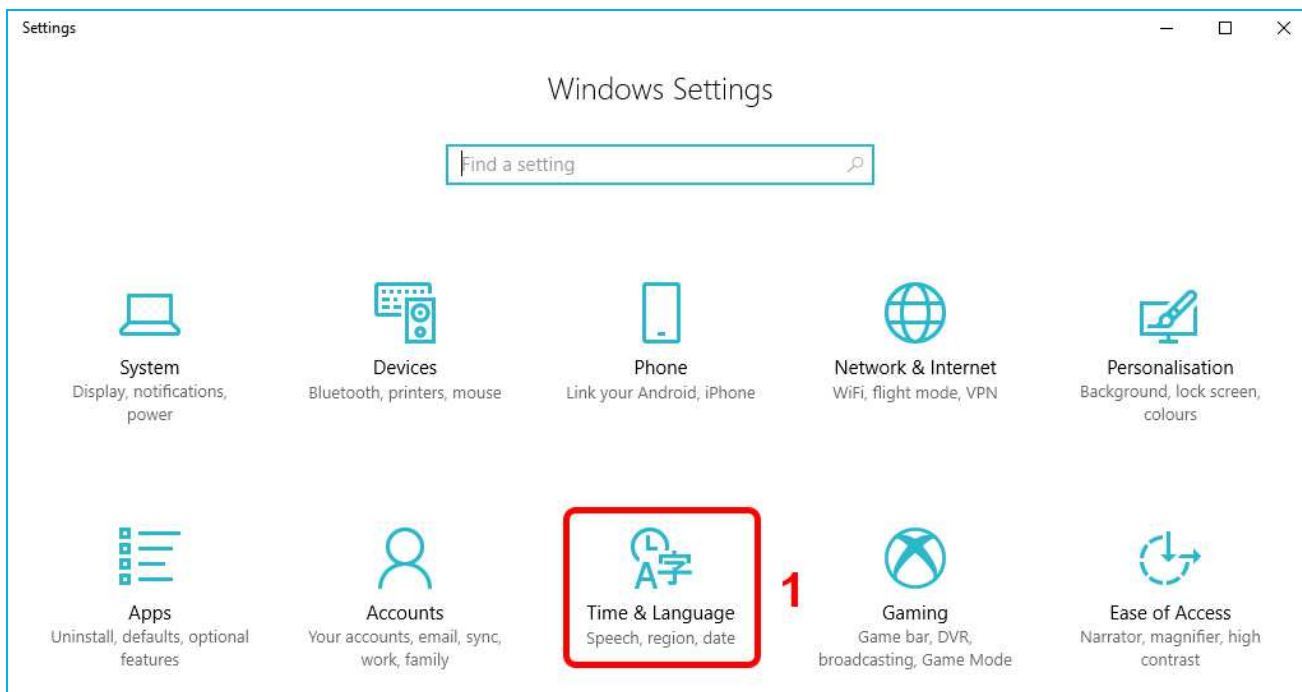 Settings
Windows Settings
Find a setting
System
Display, notifications,
power
Devices
Bluetooth, printers, mouse
Phone
Link your Android, iPhone
Network & Internet
WiFi, flight mode, VPN
Personalisation
Background, lock screen,
colours
Apps
Uninstall, defaults, optional
features
Accounts
Your accounts, email, sync,
work, family
A字
Time & Language
Speech, region, date
1
Gaming
Game bar, DVR,
broadcasting, Game Mode
Ease of Access
Narrator, magnifier, high
contrast